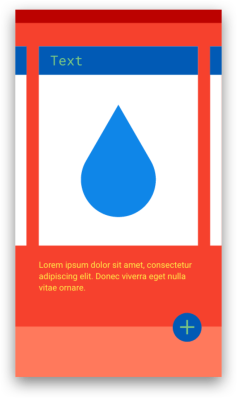 Text
Lorem ipsum dolor sit amet, consectetur
adipiscing elit. Donec viverra eget nulla
vitae ornare.